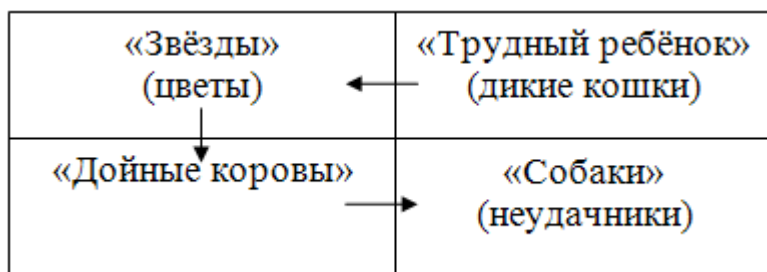 «Звёзды»
(цветы)
«Трудный ребёнок»
(дикие кошки)
«Дойные коровы»
«Собаки»
(неудачники)